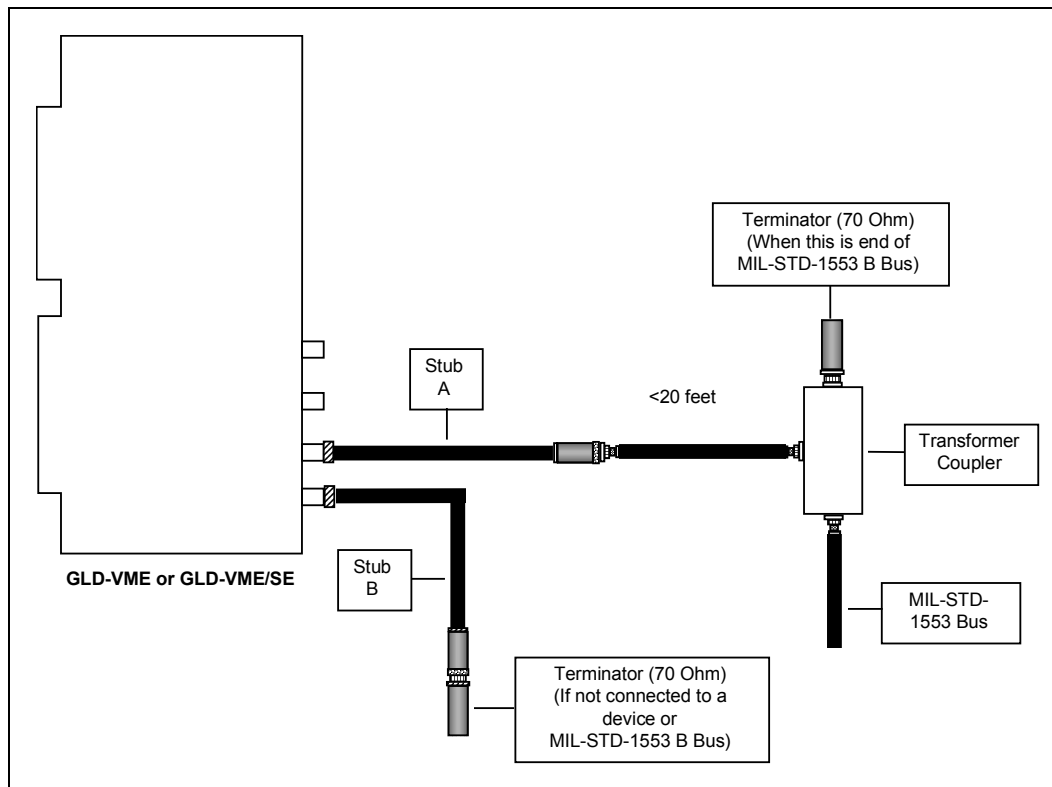 Terminator (70 Ohm)
(When this is end of
MIL-STD-1553 B Bus)
Stub
A
<20 feet
Transformer
Coupler
GLD-VME or GLD-VME/SE
Stub
B
MIL-STD-
1553 Bus
Terminator (70 Ohm)
(If not connected to a
device or
MIL-STD-1553 B Bus)